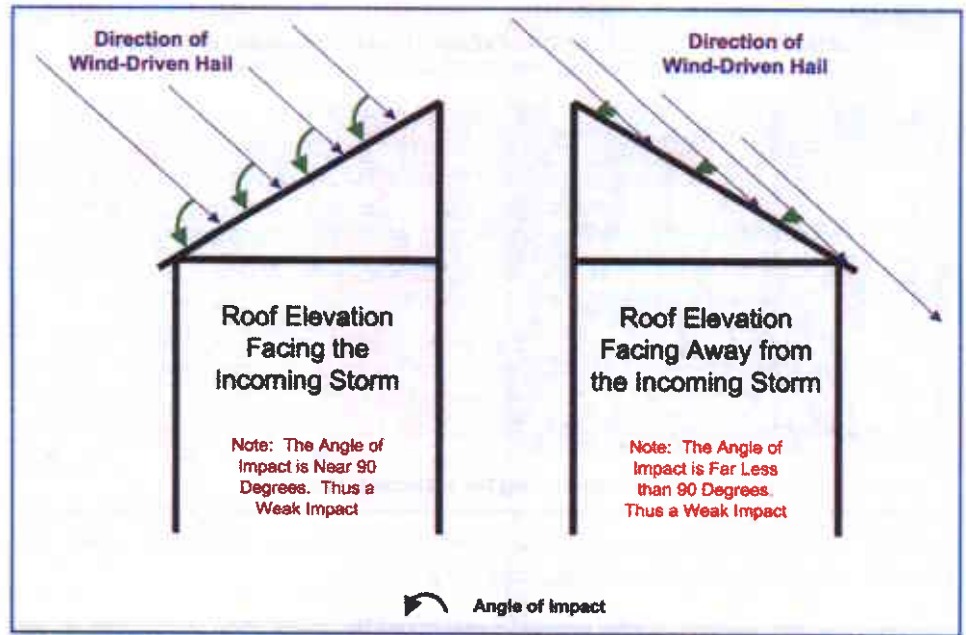 Direction of
Wind-Driven Hail
Direction of
Wind-Driven Hail
Roof Elevation
Facing the
Incoming Storm
Roof Elevation
Facing Away from
the Incoming Storm
Note: The Angle of
Impact is Near 90
Degrees. Thus a
Weak Impact
Note: The Angle of
Impact is Far Less
than 90 Degrees.
Thus a Weak Impact
Angle of Impact